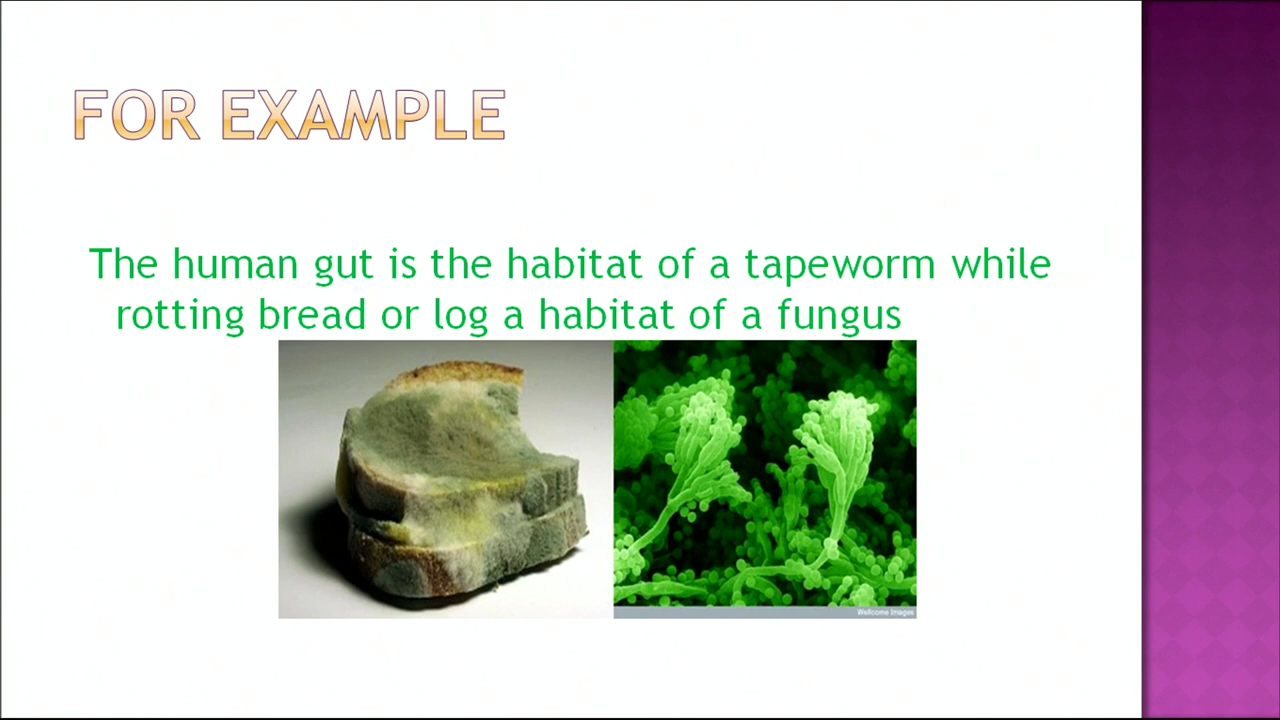 FOR EXAMPLE
The human gut is the habitat of a tapeworm while
rotting bread or log a habitat of a fungus
Wellcome Images